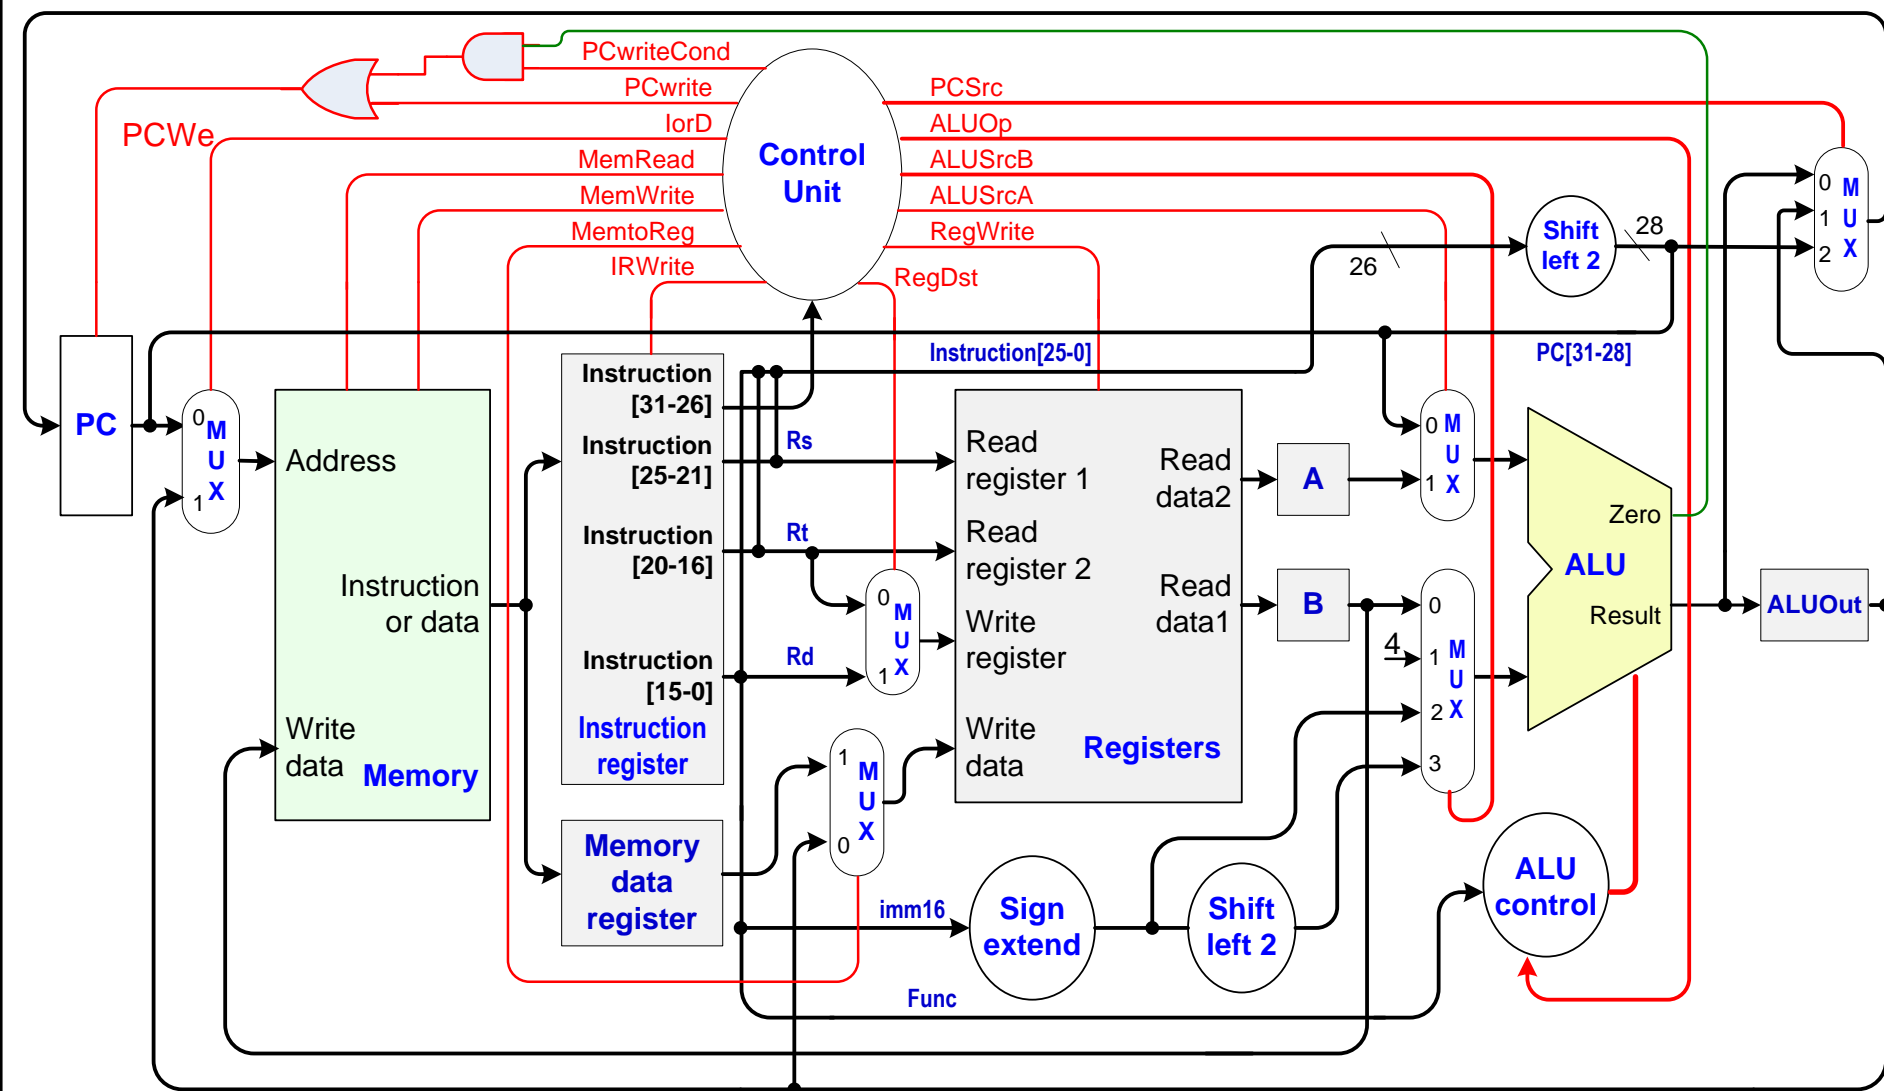 PCwriteCond
PCwrite
PCWe
IorD
MemRead
MemWrite
MemtoReg
IRWrite
Control
Unit
PCSrc
ALUOp
ALUSrcB
ALUSrcA
RegWrite
RegDst
26
Shift
left 2
28
0
1
2
M
U
X
Instruction[25-0]
PC[31-28]
PC
0
1
M
U
X
Address
Instruction
or data
Write
data
Memory
Instruction
[31-26]
Instruction
[25-21]
Instruction
[20-16]
Instruction
[15-0]
Instruction
register
Rs
Rt
Rd
0
1
M
U
X
Memory
data
register
1
0
M
U
X
Read
register 1
Read
register 2
Write
register
Write
data
Read
data2
Read
data1
Registers
A
B
0
1
M
U
X
4
0
1
2
3
M
U
X
Zero
ALU
Result
ALUOut
imm16
Sign
extend
Shift
left 2
ALU
control
Func